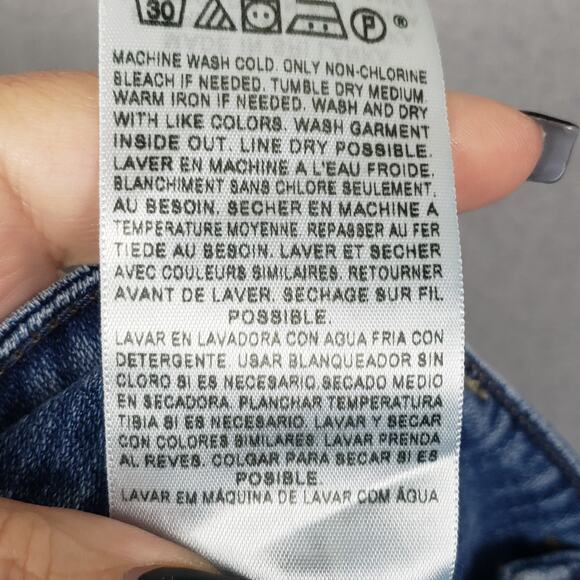 30 P ®
MACHINE WASH COLD. ONLY NON-CHLORINE
BLEACH IF NEEDED. TUMBLE DRY MEDIUM.
WARM IRON IF NEEDED. WASH AND DRY
WITH LIKE COLORS. WASH GARMENT
INSIDE OUT. LINE DRY POSSIBLE.
LAVER EN MACHINE A L'EAU FROIDE.
BLANCHIMENT SANS CHLORE SEULEMENT,
AU BESOIN. SECHER EN MACHINE A
TEMPERATURE MOYENNE. REPASSER AU FER
TIEDE AU BESOIN. LAVER ET SECHER
AVEC COULEURS SIMILAIRES. RETOURNER
AVANT DE LAVER. SECHAGE SUR FIL
POSSIBLE.
LAVAR EN LAVADORA CON AGUA FRIA CON
DETERGENTE. USAR BLANQUEADOR SIN
CLORO SI ES NECESARIO.SECADO MEDIO
EN SECADORA. PLANCHAR TEMPERATURA
TIBIA SI ES NECESARIO. LAVAR Y SECAR
CON COLORES SIMILARES. LAVAR PRENDA
AL REVES. COLGAR PARA SECAR SI ES
POSIBLE.
LAVAR EM MÁQUINA DE LAVAR COM ÁGUA